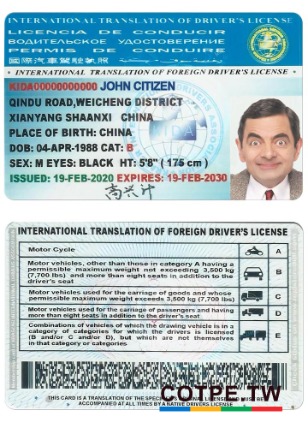 INTERNATIONAL TRANSLATION OF DRIVER'S LICENSE
LICENCIA DE CONDUCIR
ВОДИТЕЛЬСКОЕ УДОСТОВЕРЕНИЕ
PERMIS DE CONDUIRE
國際汽車駕駛執照
INTERNATIONAL TRANSLATION OF FOREIGN DRIVER'S LICENSE
KIDA00000000000 JOHN CITIZEN
QINDU ROAD,WEICHENG DISTRICT
XIANYANG SHAANXI CHINA
PLACE OF BIRTH: CHINA
DOB: 04-APR-1988 CAT: B
SEX: M EYES: BLACK HT: 5'8" ( 175 cm )
ISSUED: 19-FEB-2020 EXPIRES: 19-FEB-2030
INTERNATIONAL TRANSLATION OF FOREIGN DRIVER'S LICENSE
Motor Cycle A
Motor vehicles, other than those in category A having a
permissible maximum weight not exceeding 3,500 kg
(7,700 lbs) and more than eight seats in addition to the
driver's seat B
Motor vehicles used for the carriage of goods and whose
permissible maximum weight exceeds 3,500 kg (7,700 lbs) C
Motor vehicles used for the carriage of passengers and having
more than eight seats in addition to the driver's seat D
Combinations of vehicles of which the driving vehicle is in a
category of categories for which the driver is licensed
(B and/or C and/or D), but which are not themselves
in that category or categories E
COTPE.TW
THIS CARD IS A TRANSLATION OF THE LICENSE MUST BE
ACCOMPANIED AT ALL TIMES BY A NATIVE DRIVER'S LICENSE